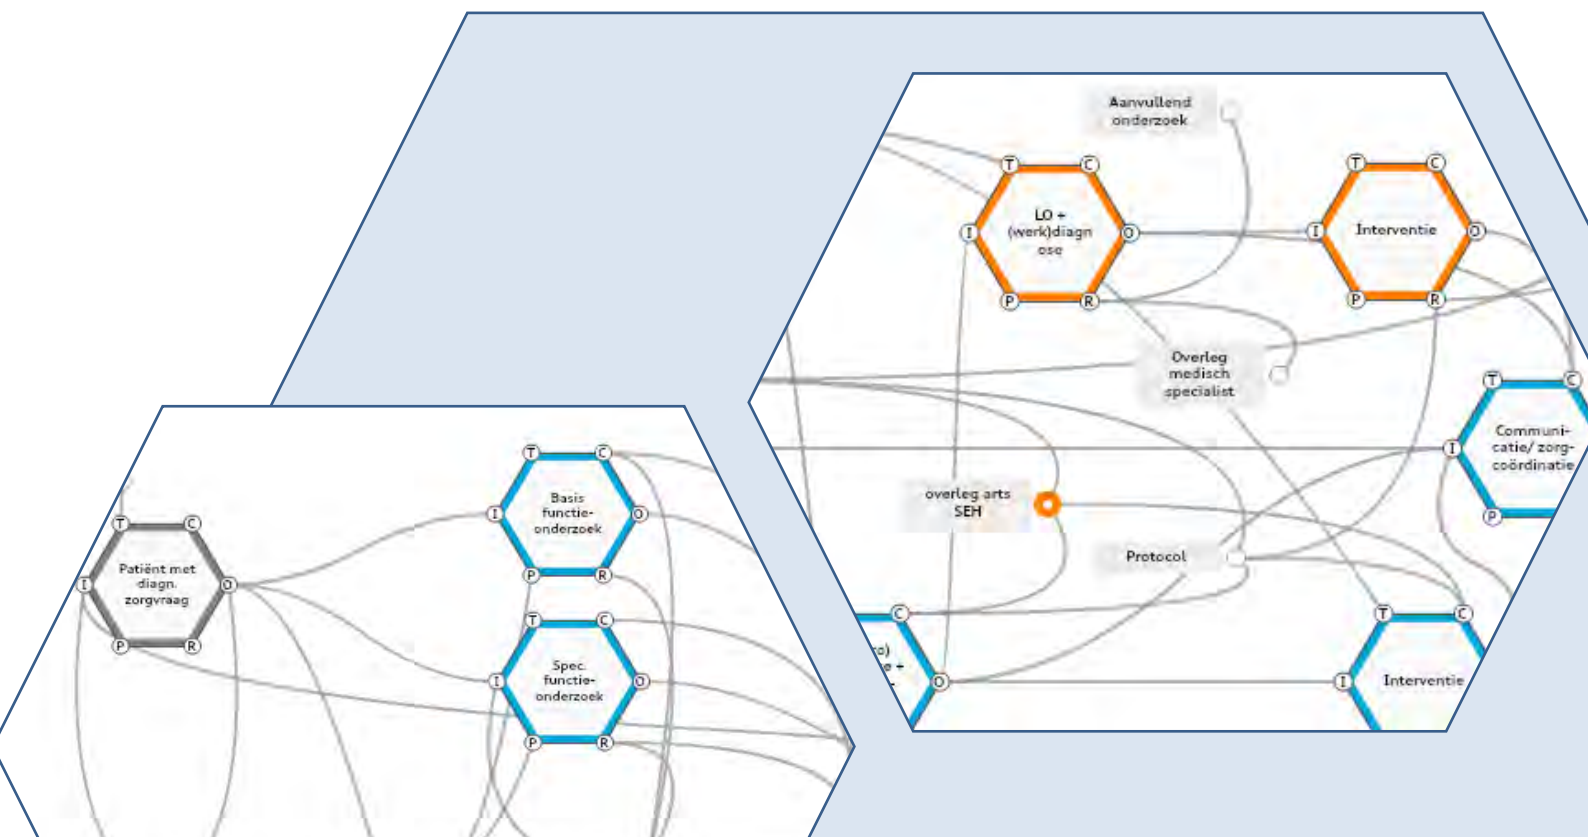 Aanvullend
onderzoek
T
C
I
LO +
(werk)diagn
ose
O
P
R
T
C
I
Interventie
O
P
R
Overleg
medisch
specialist
T
C
I
Communi-
catie/ zorg-
coördinatie
P
overleg arts
SEH
Protocol
C
e +
O
T
C
I
Interventie
T
C
I
Patiënt met
diagn.
zorgvraag
O
P
R
T
C
I
Basis
functie-
onderzoek
O
P
R
T
C
I
Spec.
functie-
onderzoek
O
P
R